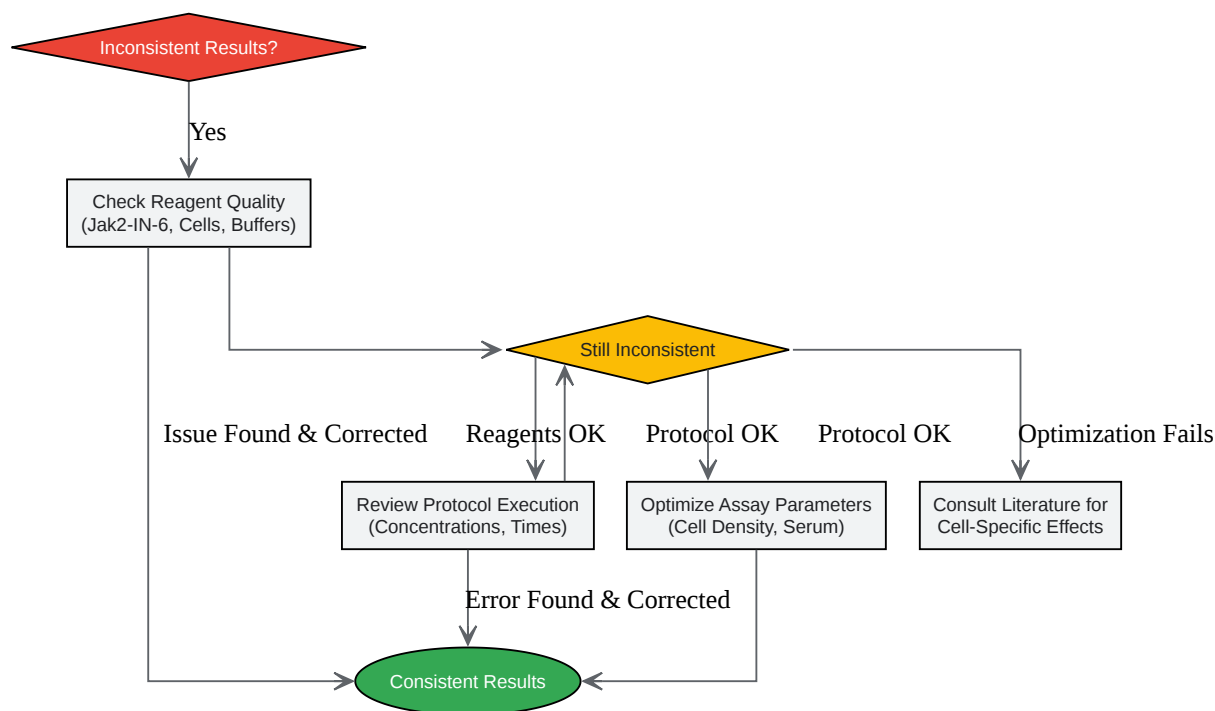 Inconsistent Results?
Yes
Check Reagent Quality
(Jak2-IN-6, Cells, Buffers)
Still Inconsistent
Issue Found & Corrected
Reagents OK
Protocol OK
Protocol OK
Optimization Fails
Review Protocol Execution
(Concentrations, Times)
Optimize Assay Parameters
(Cell Density, Serum)
Consult Literature for
Cell-Specific Effects
Error Found & Corrected
Consistent Results